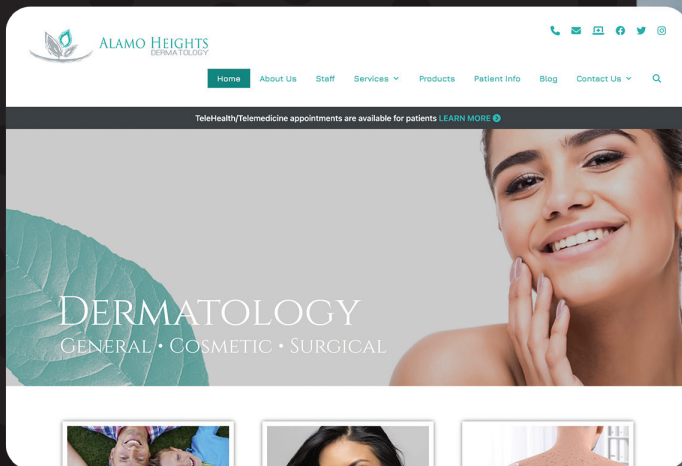 Alamo Heights
DERMATOLOGY
Home About Us Staff Services Products Patient Info Blog Contact Us
TeleHealth/Telemedicine appointments are available for patients LEARN MORE
Dermatology
General • Cosmetic • Surgical